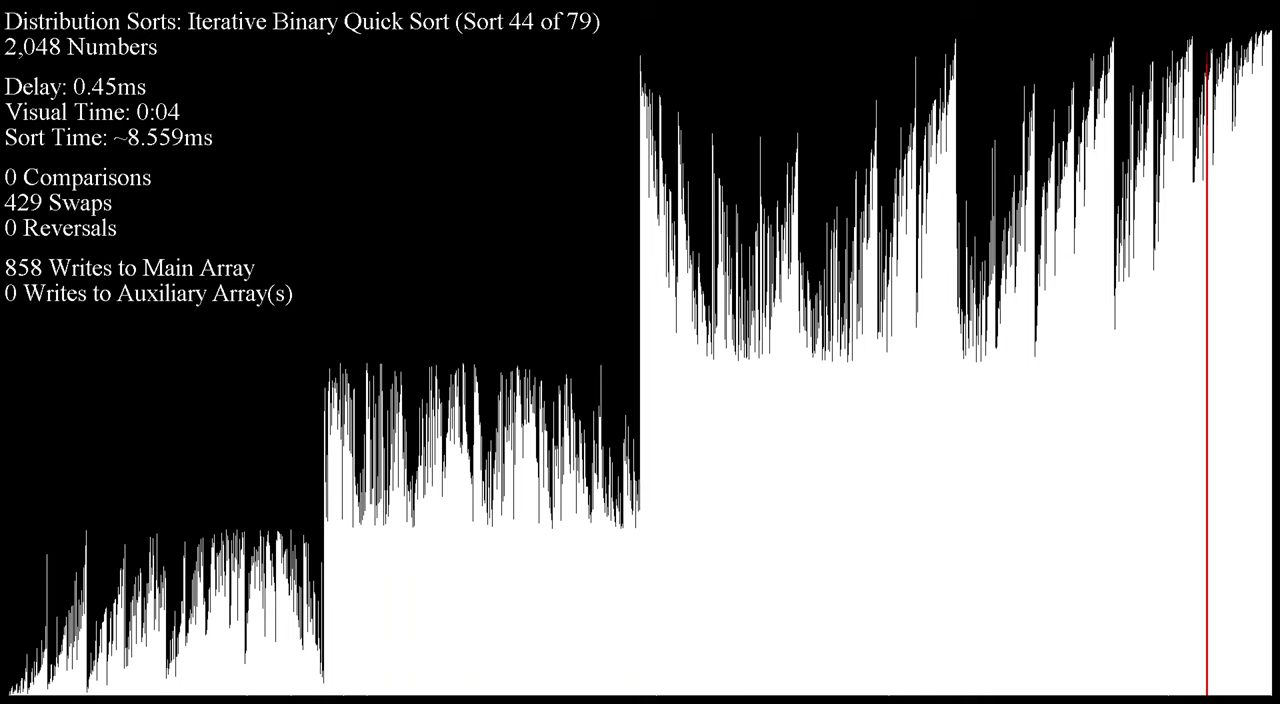 Distribution Sorts: Iterative Binary Quick Sort (Sort 44 of 79)
2,048 Numbers
Delay: 0.45ms
Visual Time: 0:04
Sort Time: ~8.559ms
0 Comparisons
429 Swaps
0 Reversals
858 Writes to Main Array
0 Writes to Auxiliary Array(s)